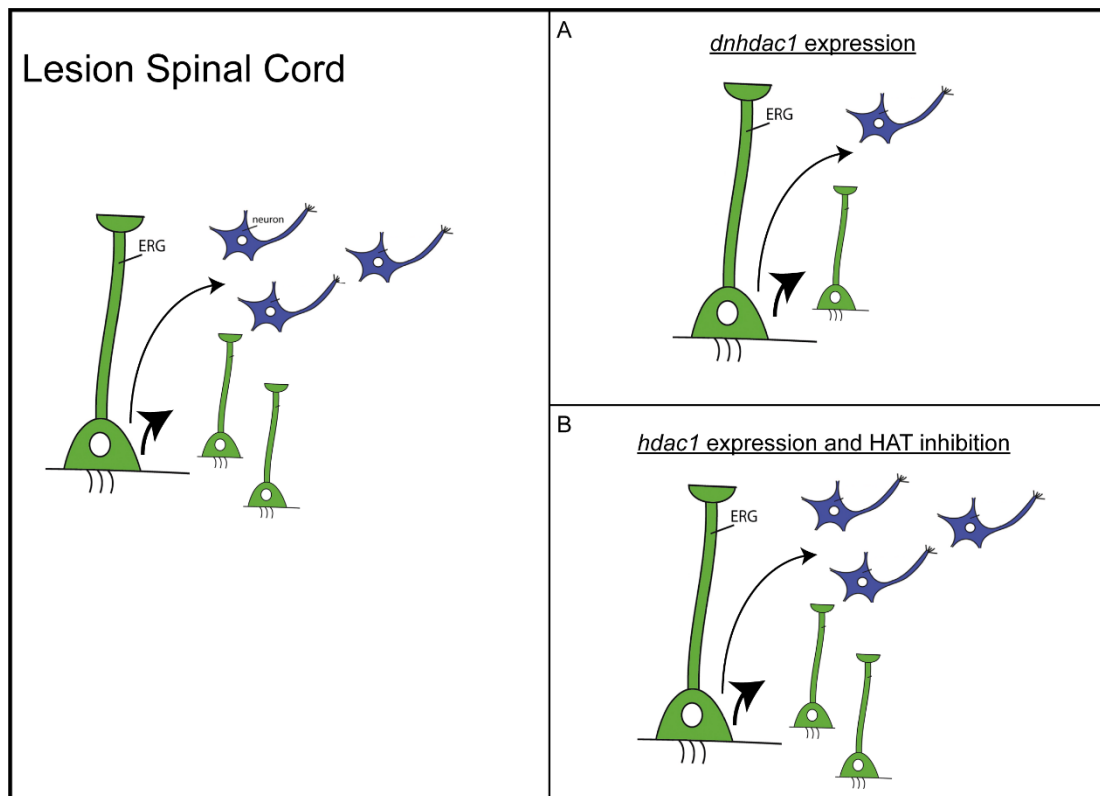 Lesion Spinal Cord
ERG
neuron
A
dnhdac1 expression
ERG
B
hdac1 expression and HAT inhibition
ERG